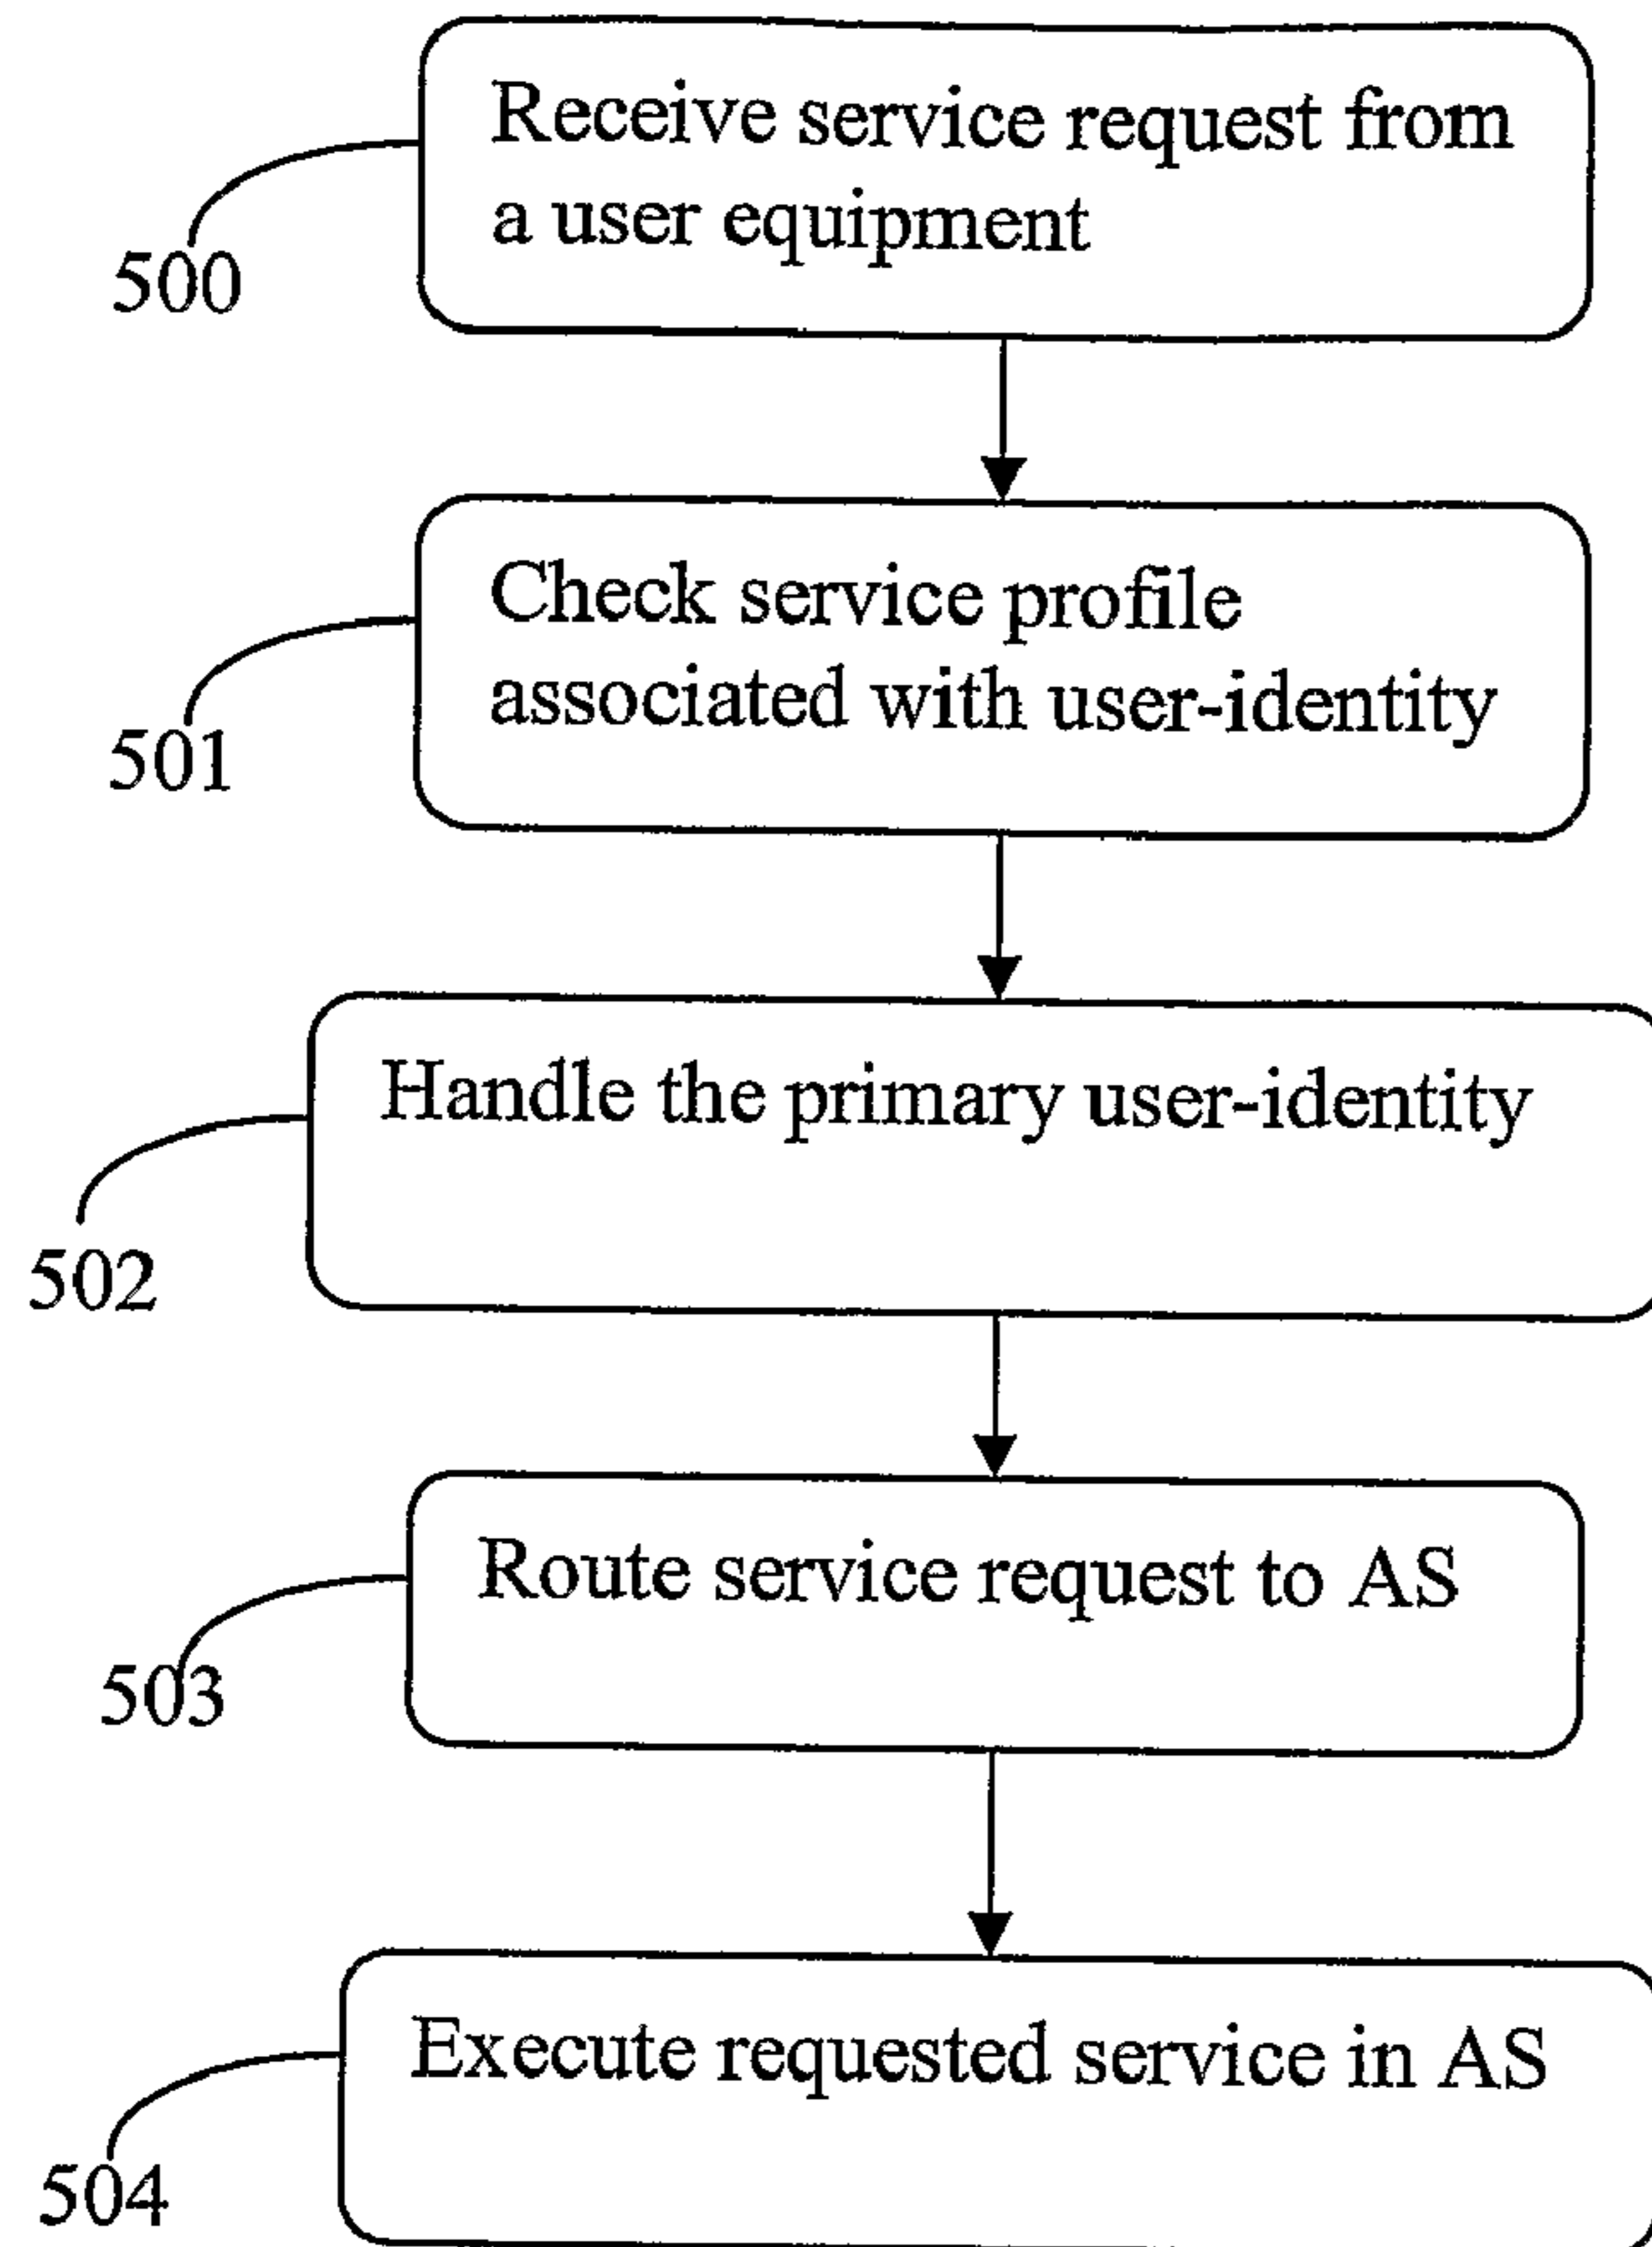 Receive service request from
a user equipment
500
Check service profile
associated with user-identity
501
Handle the primary user-identity
502
Route service request to AS
503
Execute requested service in AS
504